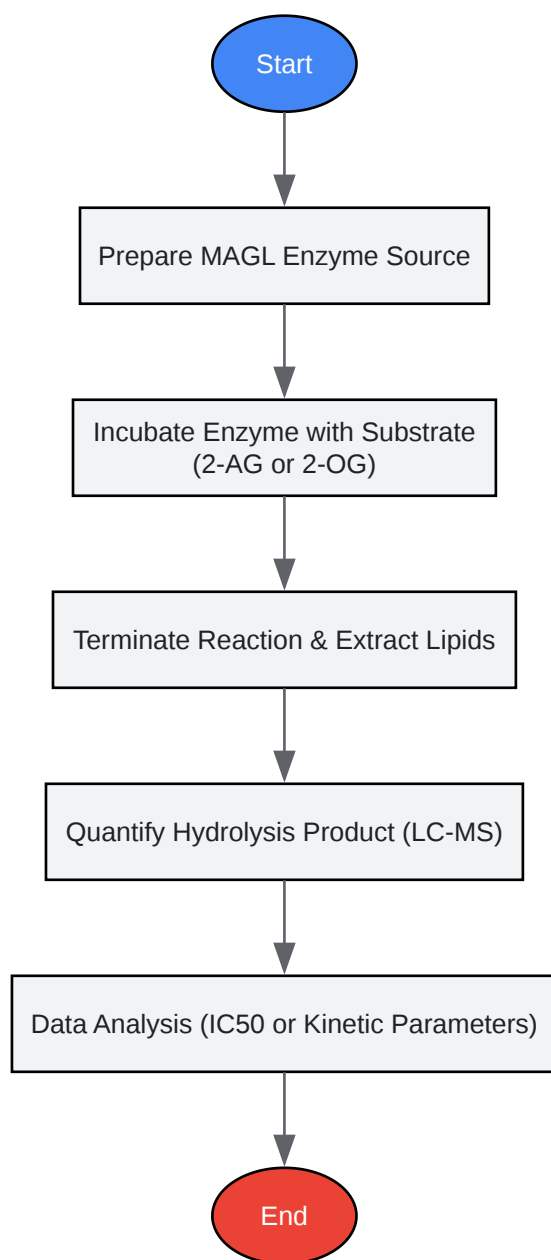 Start
Prepare MAGL Enzyme Source
Incubate Enzyme with Substrate
(2-AG or 2-OG)
Terminate Reaction & Extract Lipids
Quantify Hydrolysis Product (LC-MS)
Data Analysis (IC50 or Kinetic Parameters)
End